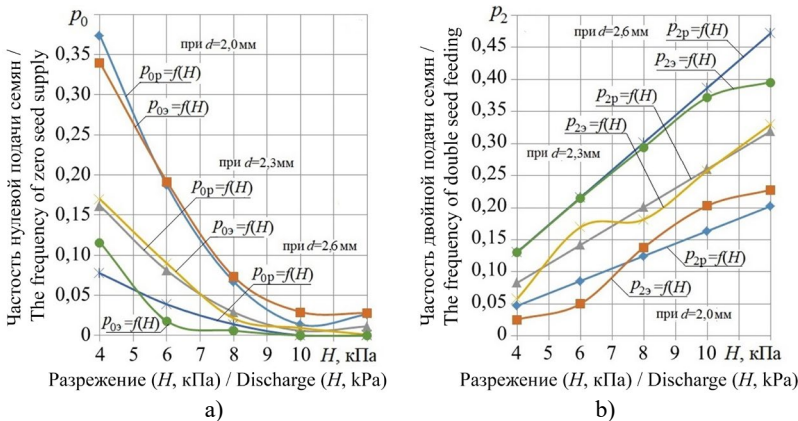 p0
0,35
0,30
0,25
0,20
0,15
0,10
0,05
0
Частость нулевой подачи семян /
The frequency of zero seed supply
при d=2,0мм
p0р=f(H)
p0э=f(H)
при d=2,3мм
p0р=f(H)
p0э=f(H)
при d=2,6мм
p0р=f(H)
p0э=f(H)
4 5 6 7 8 9 10 H, кПа
Разрежение (H, кПа) / Discharge (H, kPa)
a)
p2
0,45
0,40
0,35
0,30
0,25
0,20
0,15
0,10
0,05
0
Частость двойной подачи семян /
The frequency of double seed feeding
при d=2,6мм
p2р=f(H)
p2э=f(H)
p2р=f(H)
p2э=f(H)
при d=2,3мм
p2р=f(H)
p2э=f(H)
при d=2,0мм
4 5 6 7 8 9 10 H, кПа
Разрежение (H, кПа) / Discharge (H, kPa)
b)